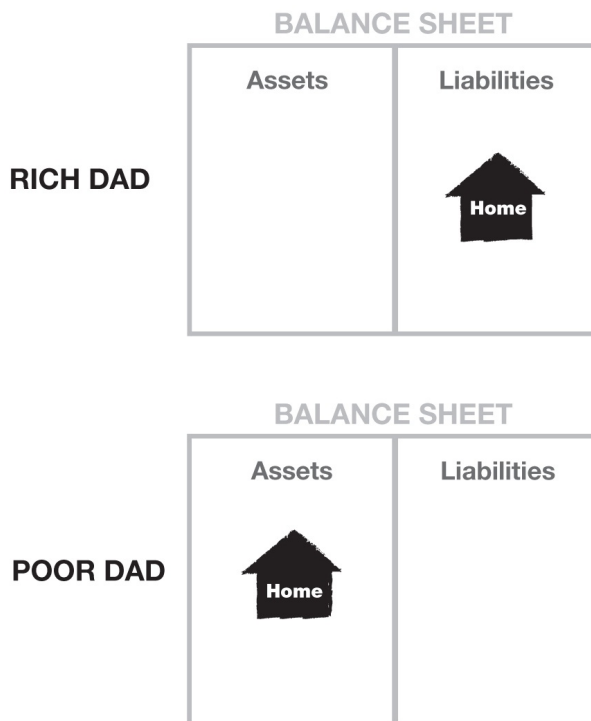 BALANCE SHEET
Assets Liabilities
RICH DAD
Home
BALANCE SHEET
Assets Liabilities
POOR DAD
Home